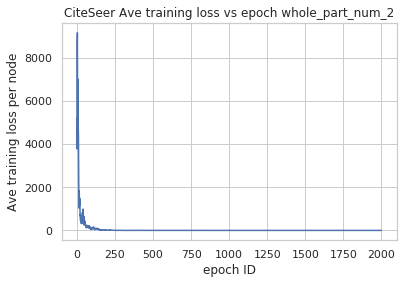 CiteSeer Ave training loss vs epoch whole_part_num_2
Ave training loss per node
8000
6000
4000
2000
0
0 250 500 750 1000 1250 1500 1750 2000
epoch ID